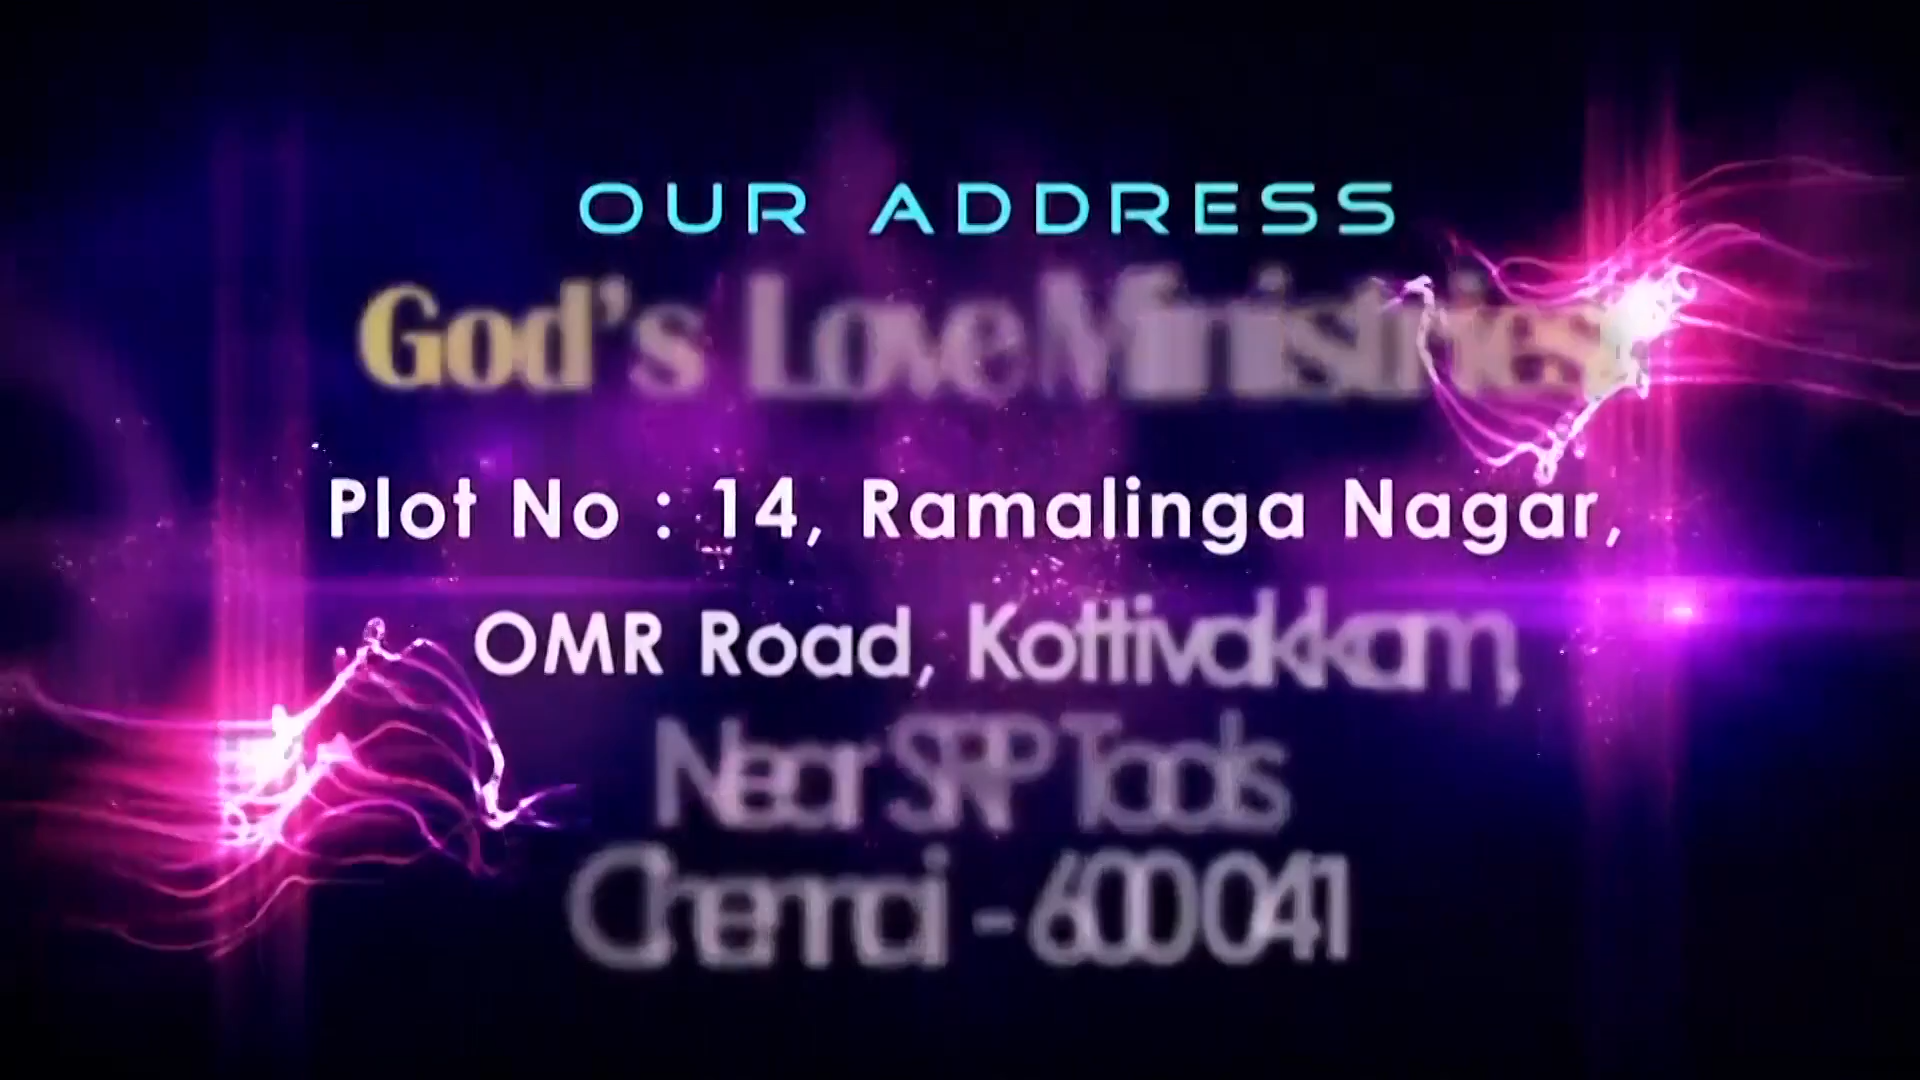 OUR ADDRESS
God's Love Ministries
Plot No : 14, Ramalinga Nagar,
OMR Road, Kottivakkam,
Near SRP Tools
Chennai - 600 041